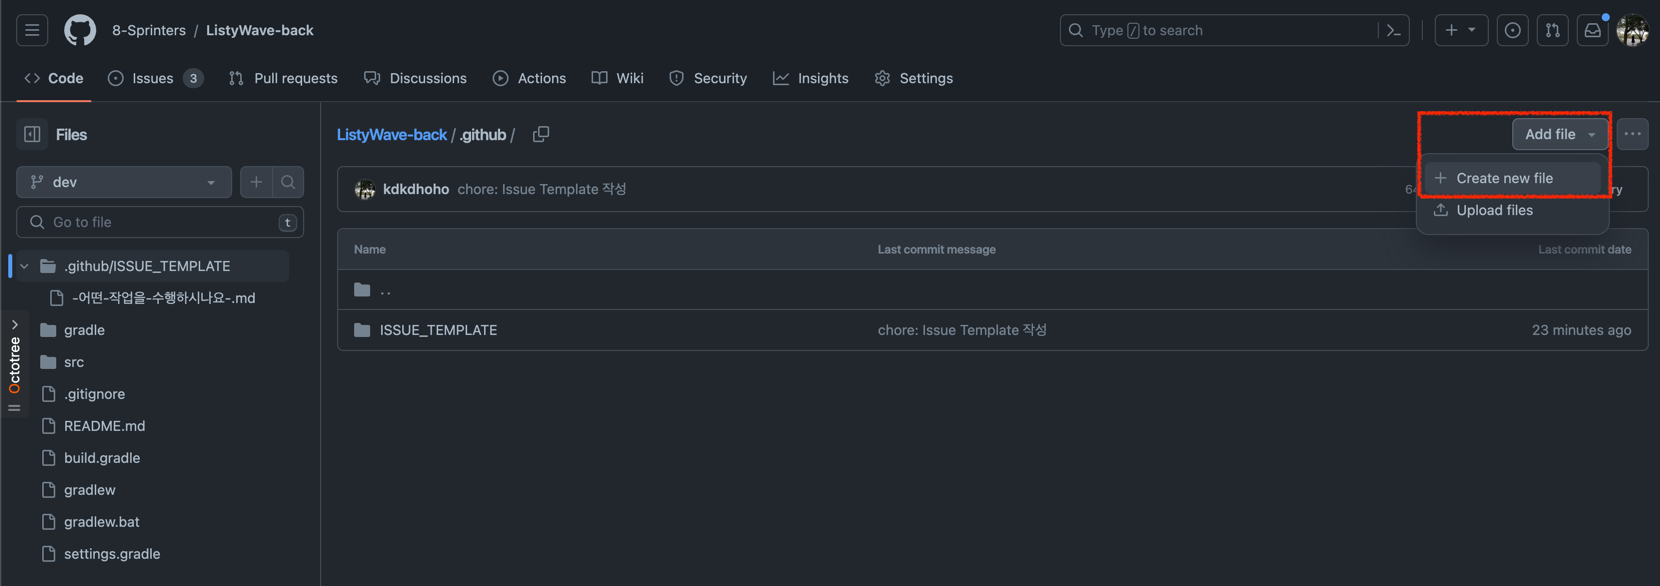 8-Sprinters / ListyWave-back
Type / to search
Code
Issues 3
Pull requests
Discussions
Actions
Wiki
Security
Insights
Settings
Files
dev
Go to file
t
.github/ISSUE_TEMPLATE
-어떤-작업을-수행하시나요-.md
gradle
src
.gitignore
README.md
build.gradle
gradlew
gradlew.bat
settings.gradle
Octotree
ListyWave-back / .github /
Add file
Create new file
Upload files
kdkdhoho chore: Issue Template 작성
Name Last commit message Last commit date
..
ISSUE_TEMPLATE chore: Issue Template 작성 23 minutes ago